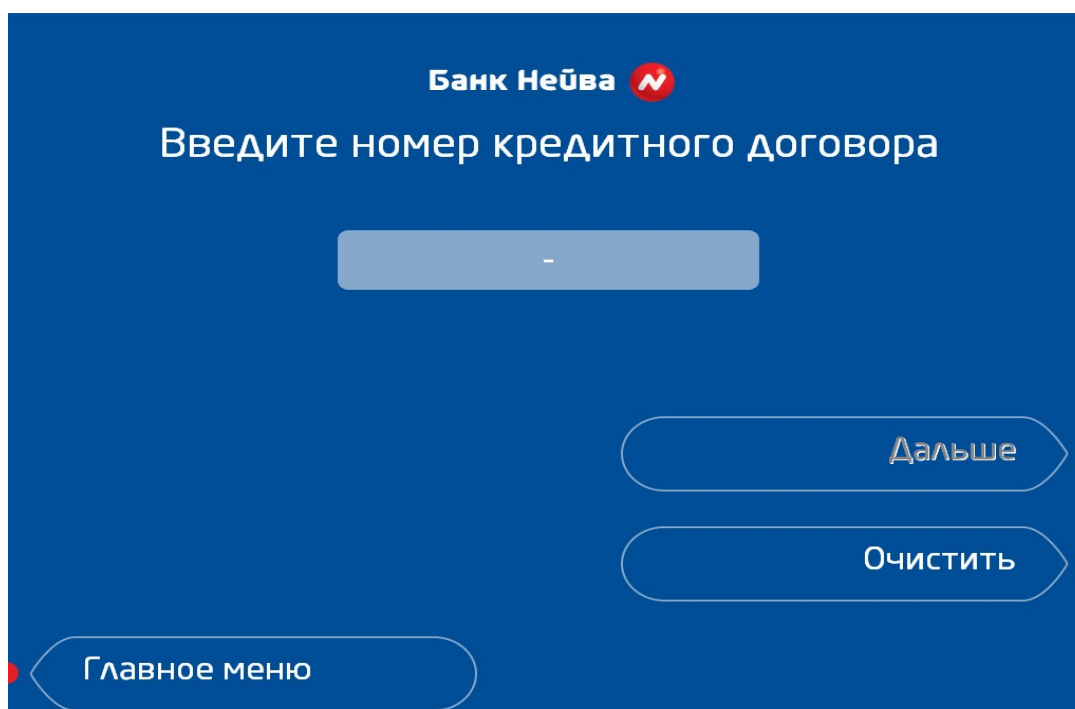 Банк Нейва
Введите номер кредитного договора
-
Дальше
Очистить
Главное меню